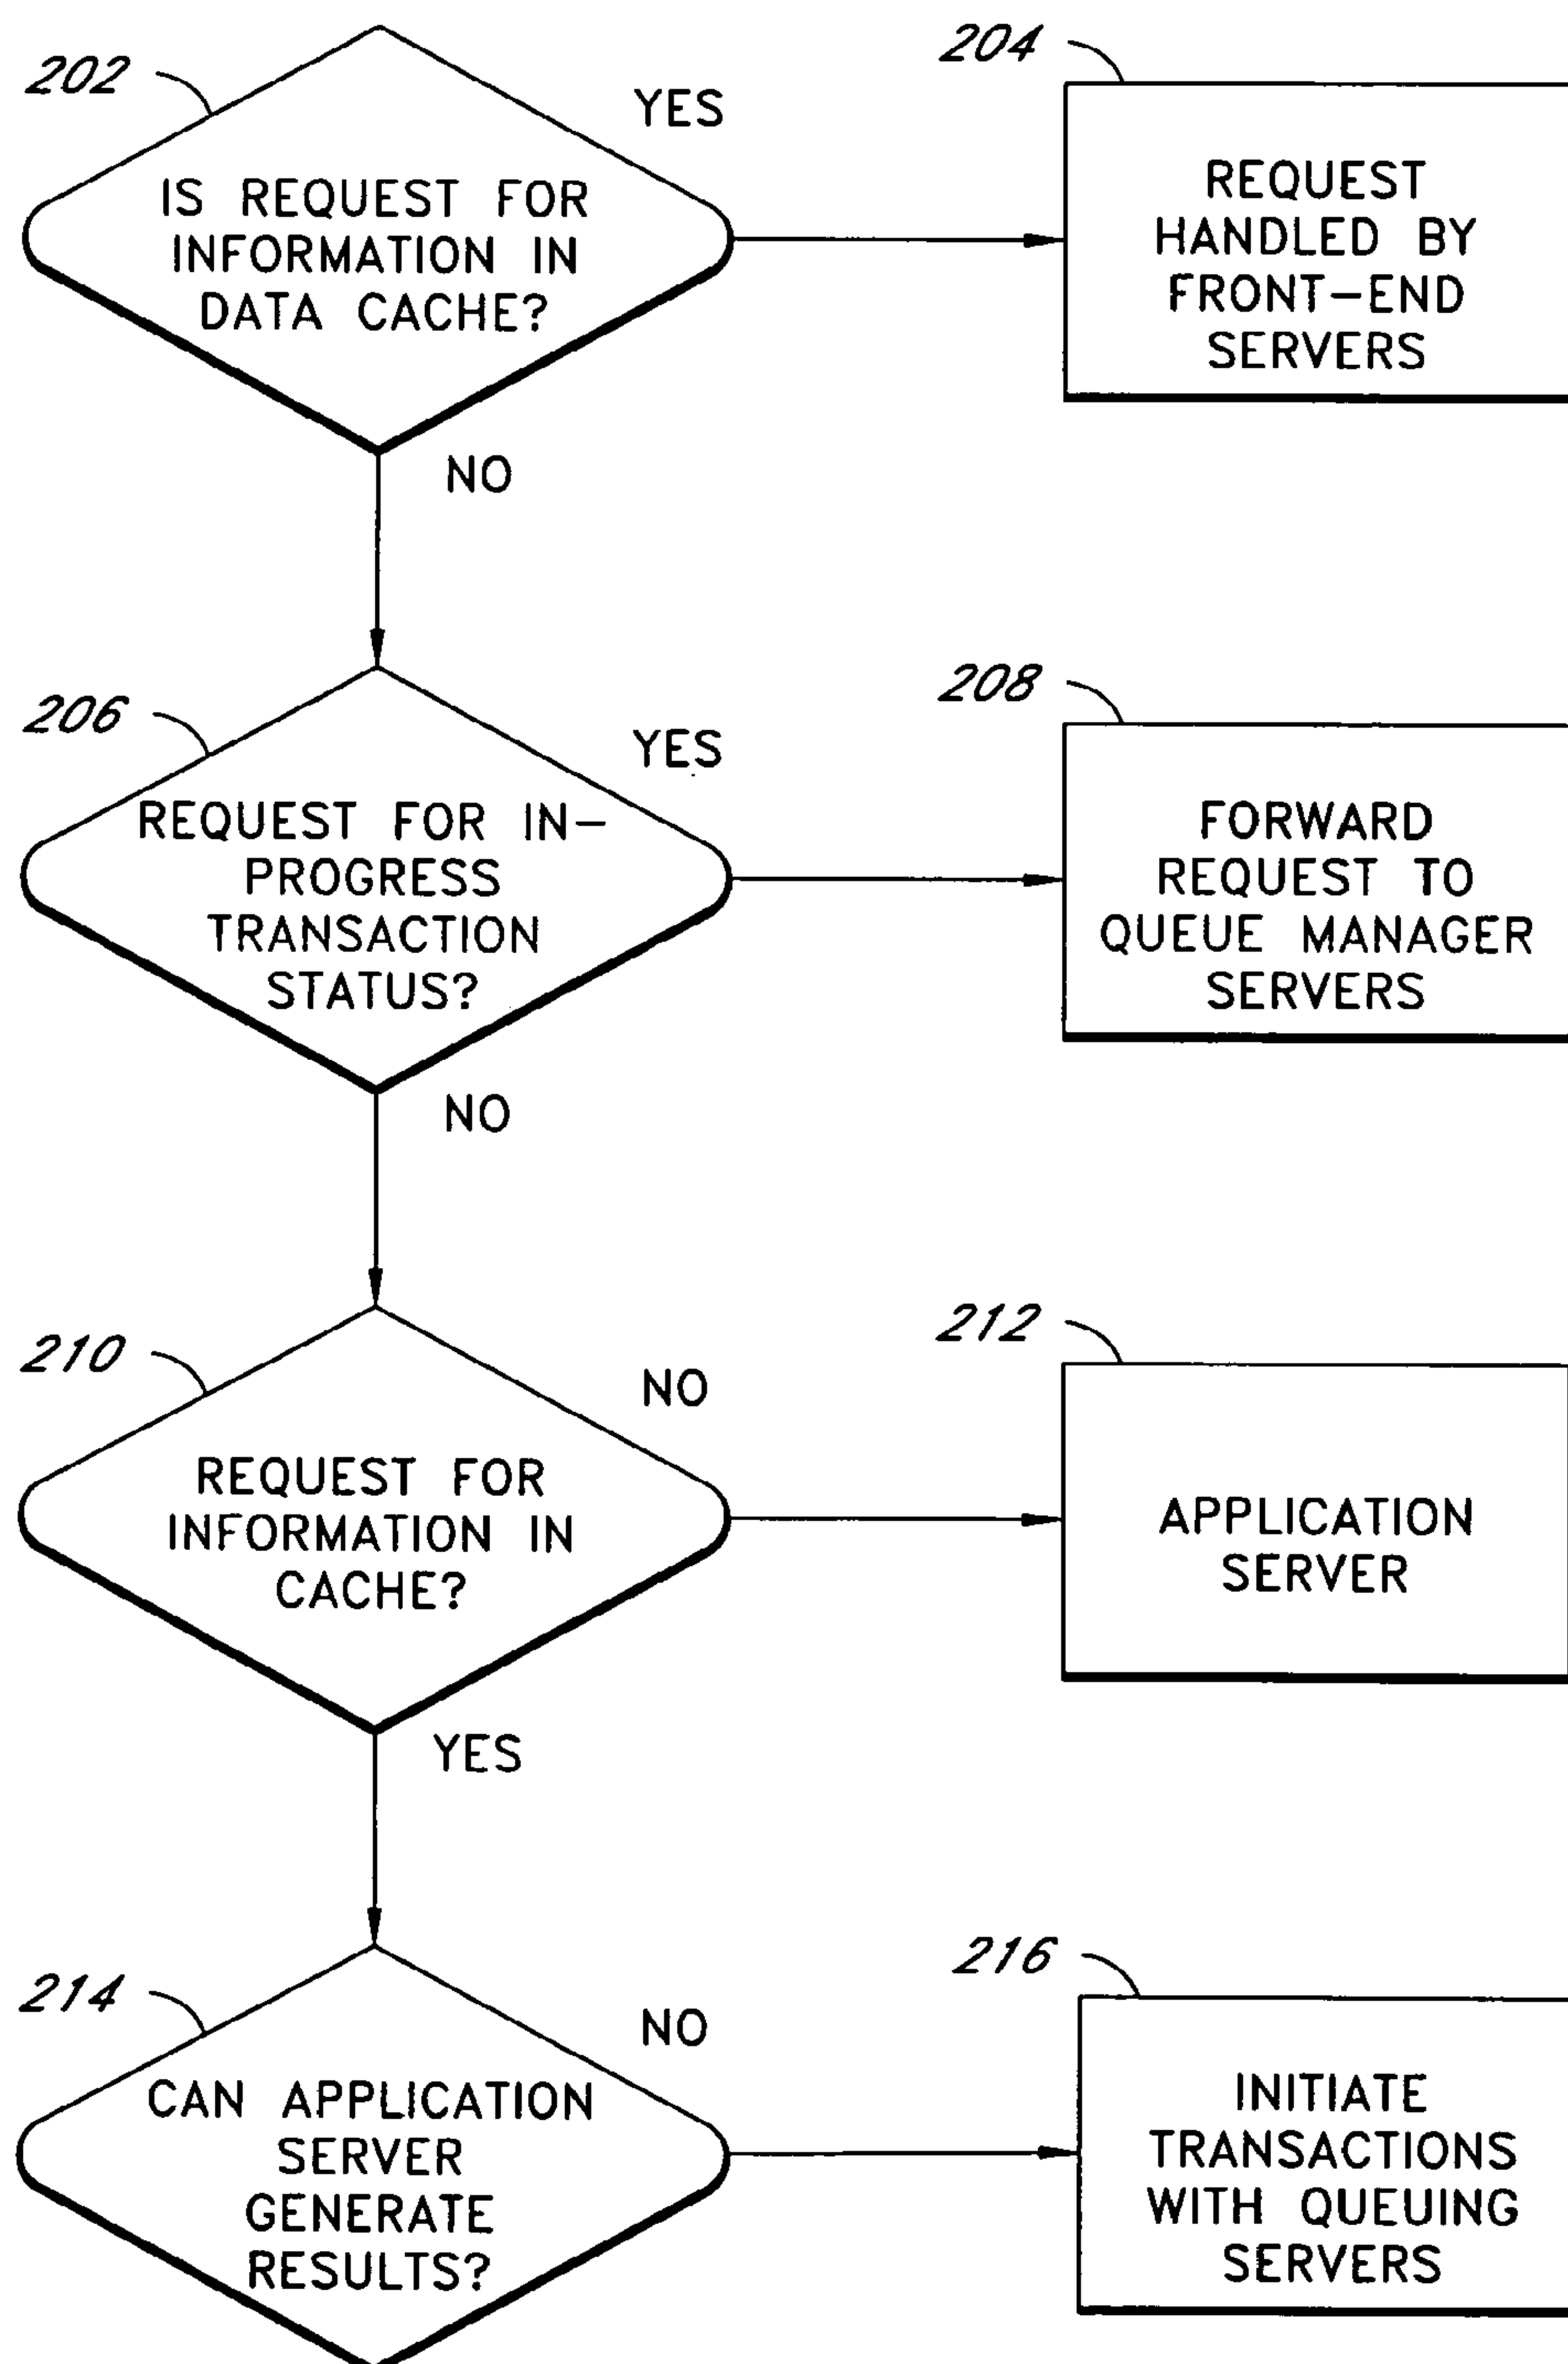 202
YES
IS REQUEST FOR
INFORMATION IN
DATA CACHE?
NO
204
REQUEST
HANDLED BY
FRONT-END
SERVERS
206
YES
REQUEST FOR IN-
PROGRESS
TRANSACTION
STATUS?
NO
208
FORWARD
REQUEST TO
QUEUE MANAGER
SERVERS
210
NO
REQUEST FOR
INFORMATION IN
CACHE?
YES
212
APPLICATION
SERVER
214
NO
CAN APPLICATION
SERVER
GENERATE
RESULTS?
216
INITIATE
TRANSACTIONS
WITH QUEUING
SERVERS